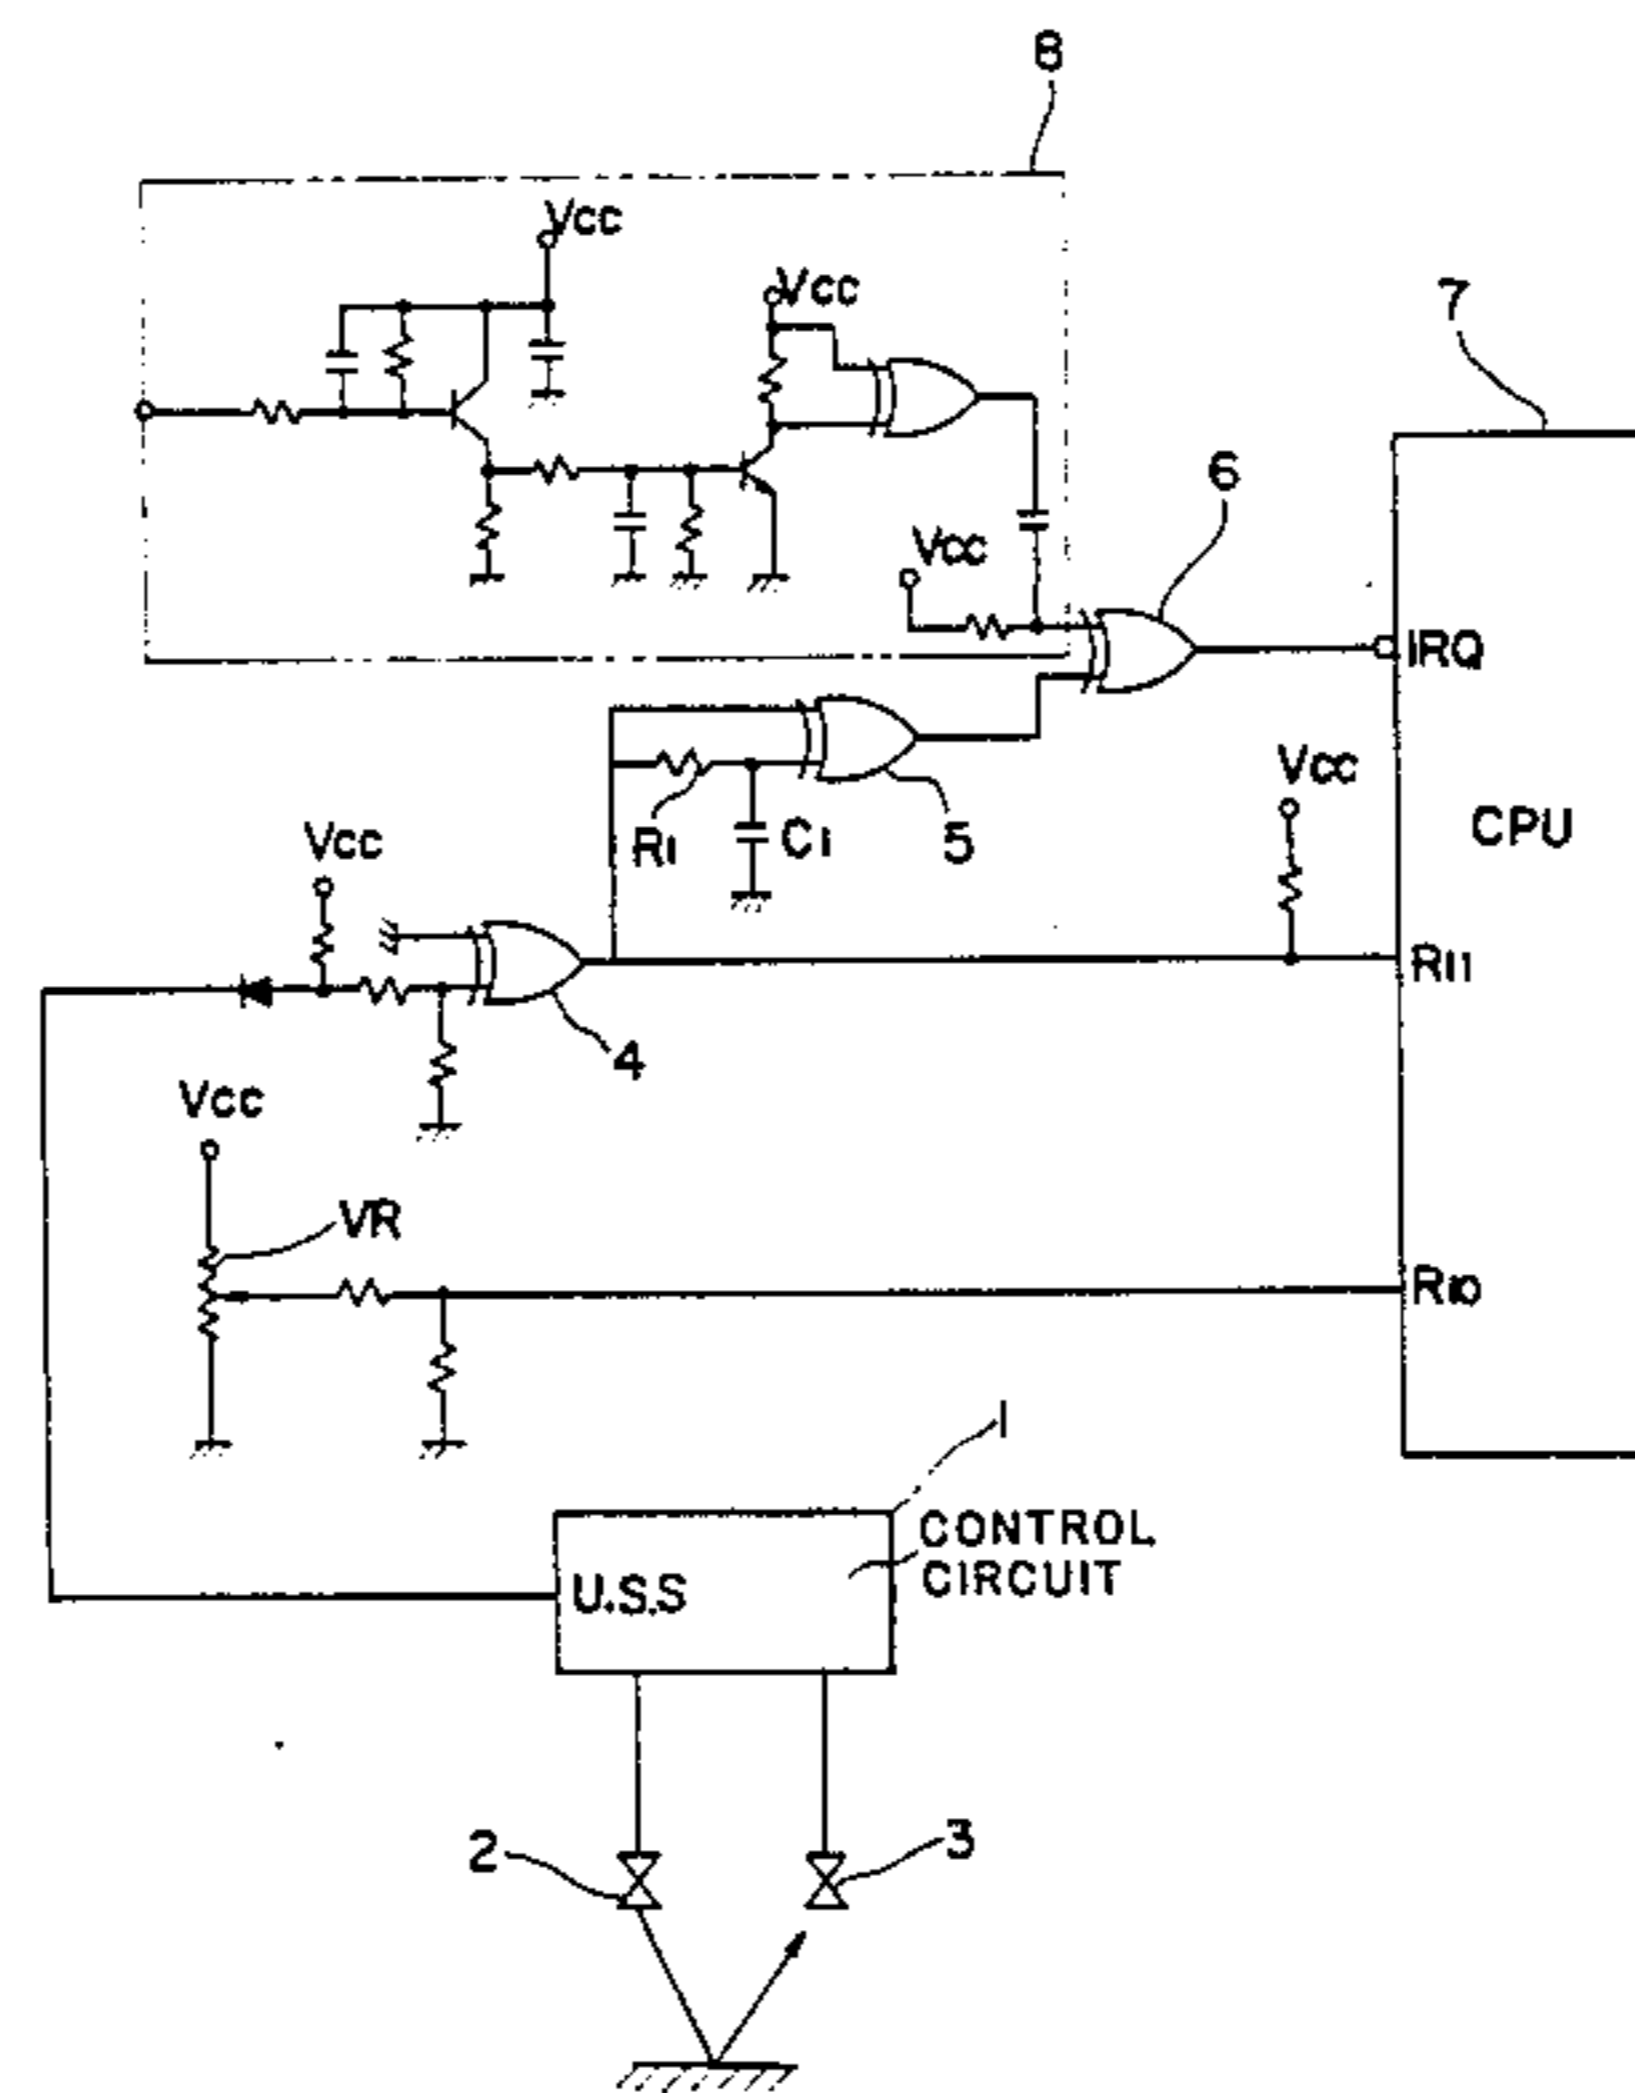 8
Vcc
Vcc
7
6
Vcc
IRQ
Vcc
R1
C1
5
CPU
Vcc
R11
4
Vcc
VR
R10
1
CONTROL
CIRCUIT
U.S.S
2
3